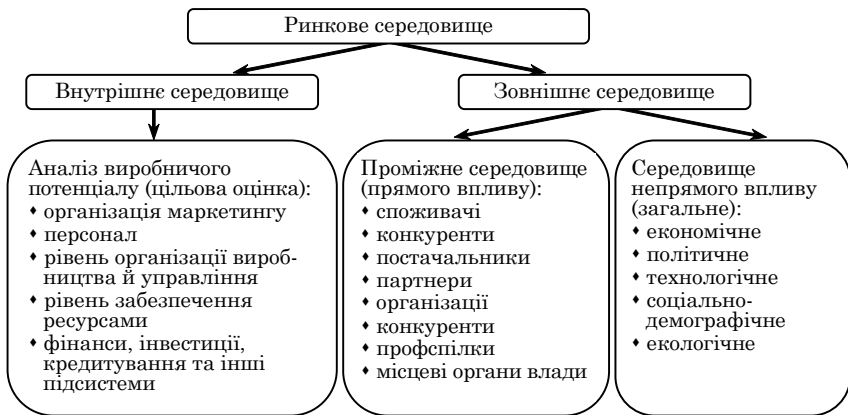 Ринкове середовище
Внутрішнє середовище
Зовнішнє середовище
Аналіз виробничого
потенціалу (цільова оцінка):
♦ організація маркетингу
♦ персонал
♦ рівень організації вироб-
ництва й управління
♦ рівень забезпечення
ресурсами
♦ фінанси, інвестиції,
кредитування та інші
підсистеми
Проміжне середовище
(прямого впливу):
♦ споживачі
♦ конкуренти
♦ постачальники
♦ партнери
♦ організації
♦ конкуренти
♦ профспілки
♦ місцеві органи влади
Середовище
непрямого впливу
(загальне):
♦ економічне
♦ політичне
♦ технологічне
♦ соціально-
демографічне
♦ екологічне